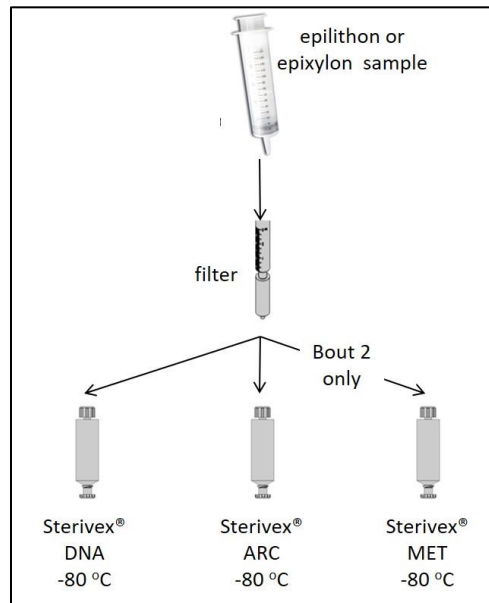 epilithon or
epixylon sample
filter
Bout 2
only
Sterivex®
DNA
-80 °C
Sterivex®
ARC
-80 °C
Sterivex®
MET
-80 °C